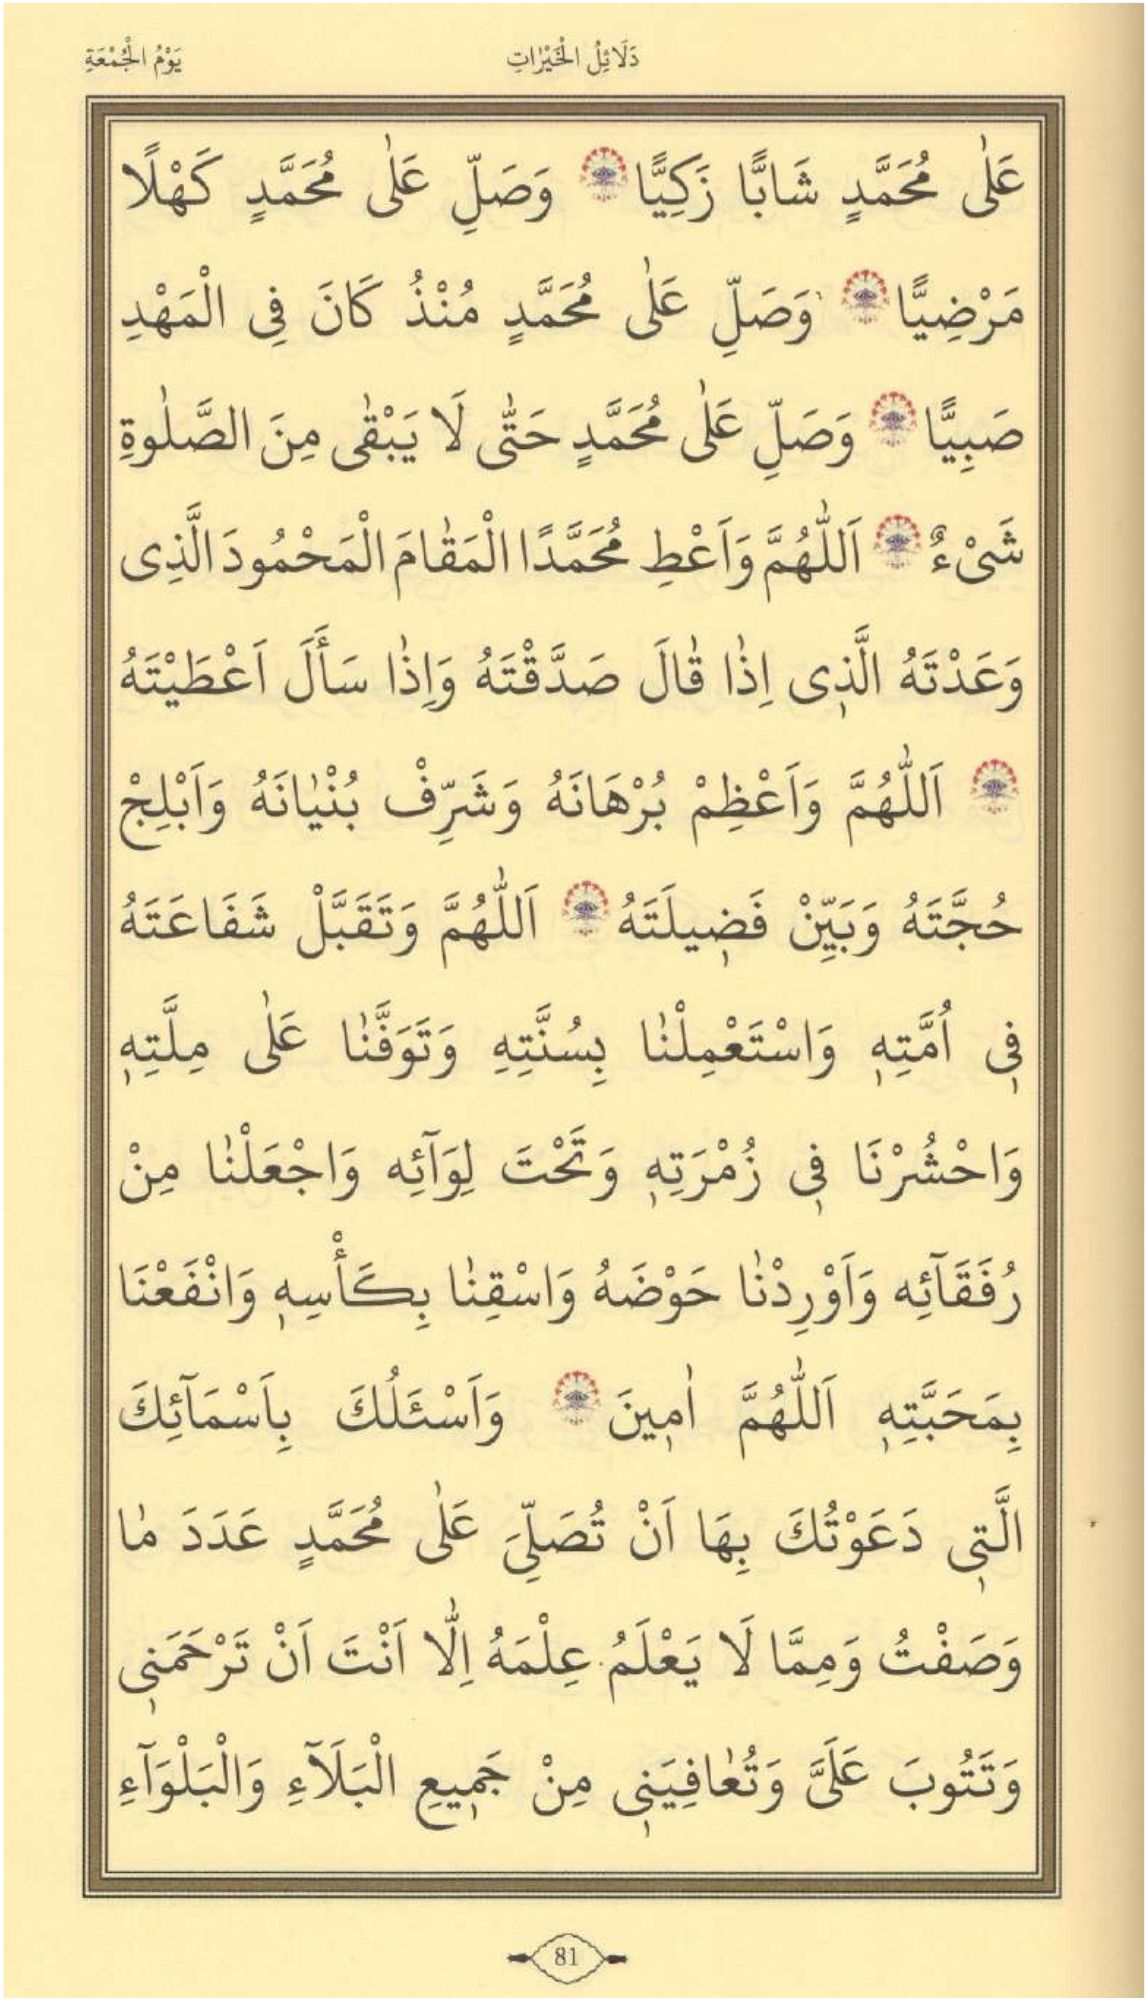 دَلَائِلُ الْخَيْرَاتِ
يَوْمُ الْجُمْعَةِ
عَلٰى مُحَمَّدٍ شَابًّا زَكِيًّا وَصَلِّ عَلٰى مُحَمَّدٍ كَهْلًا
مَرْضِيًّا وَصَلِّ عَلٰى مُحَمَّدٍ مُنْذُ كَانَ فِى الْمَهْدِ
صَبِيًّا وَصَلِّ عَلٰى مُحَمَّدٍ حَتّٰى لَا يَبْقٰى مِنَ الصَّلٰوةِ
شَىْءٌ اَللّٰهُمَّ وَاَعْطِ مُحَمَّدًا الْمَقٰامَ الْمَحْمُودَ الَّذِى
وَعَدْتَهُ الَّذ۪ى اِذٰا قٰالَ صَدَّقْتَهُ وَاِذٰا سَأَلَ اَعْطَيْتَهُ
اَللّٰهُمَّ وَاَعْظِمْ بُرْهَانَهُ وَشَرِّفْ بُنْيٰانَهُ وَاَبْلِجْ
حُجَّتَهُ وَبَيِّنْ فَض۪يلَتَهُ اَللّٰهُمَّ وَتَقَبَّلْ شَفَاعَتَهُ
ف۪ى اُمَّتِه۪ وَاسْتَعْمِلْنٰا بِسُنَّتِهِ وَتَوَفَّنٰا عَلٰى مِلَّتِه۪
وَاحْشُرْنَا ف۪ى زُمْرَتِه۪ وَتَحْتَ لِوَآئِه وَاجْعَلْنٰا مِنْ
رُفَقَآئِه وَاَوْرِدْنٰا حَوْضَهُ وَاسْقِنٰا بِكَأْسِه۪ وَانْفَعْنَا
بِمَحَبَّتِه۪ اَللّٰهُمَّ اٰم۪ينَ وَاَسْئَلُكَ بِاَسْمَآئِكَ
الَّت۪ى دَعَوْتُكَ بِهَا اَنْ تُصَلِّىَ عَلٰى مُحَمَّدٍ عَدَدَ مٰا
وَصَفْتُ وَمِمَّا لَا يَعْلَمُ عِلْمَهُ اِلّٰا اَنْتَ اَنْ تَرْحَمَن۪ى
وَتَتُوبَ عَلَىَّ وَتُعٰافِيَن۪ى مِنْ جَم۪يعِ الْبَلَآءِ وَالْبَلْوَآءِ
81